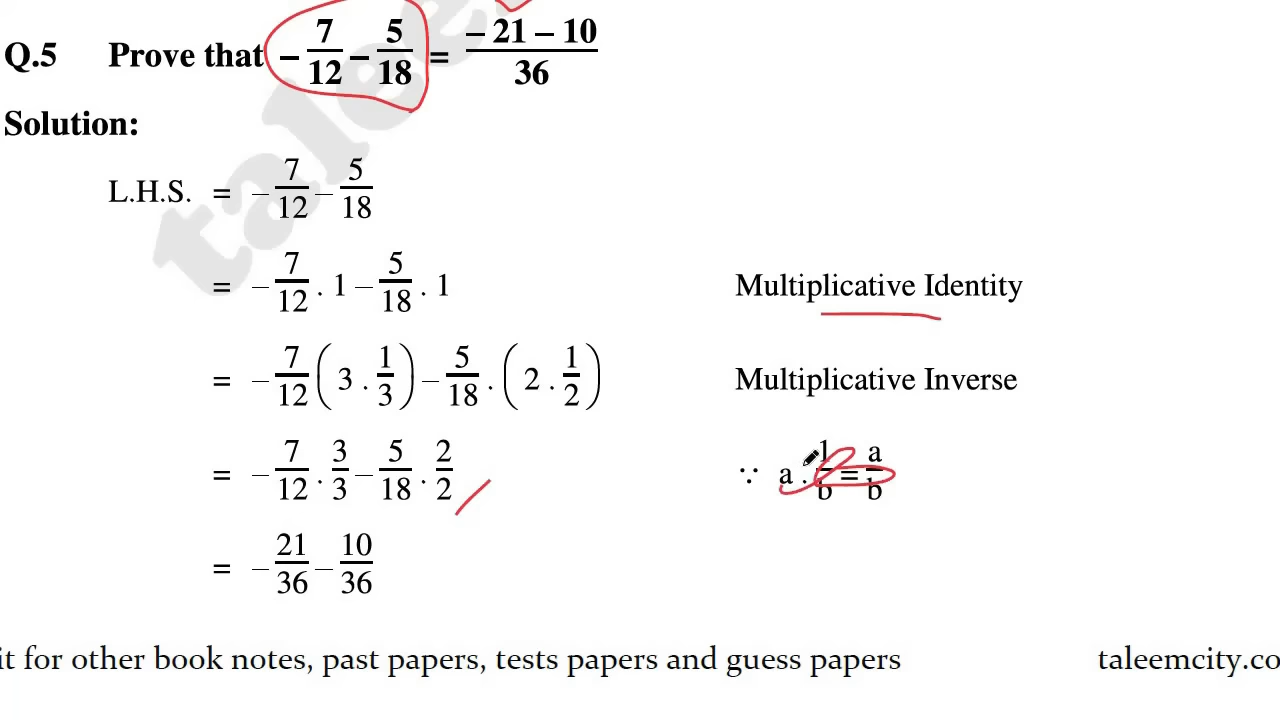 Q.5 Prove that − 7/12 − 5/18 = (− 21 − 10)/36
Solution:
L.H.S. = − 7/12 − 5/18
= − 7/12 . 1 − 5/18 . 1 Multiplicative Identity
= − 7/12 (3 . 1/3) − 5/18 . (2 . 1/2) Multiplicative Inverse
= − 7/12 . 3/3 − 5/18 . 2/2 ∵ a . 1/b = a/b
= − 21/36 − 10/36
it for other book notes, past papers, tests papers and guess papers taleemcity.co